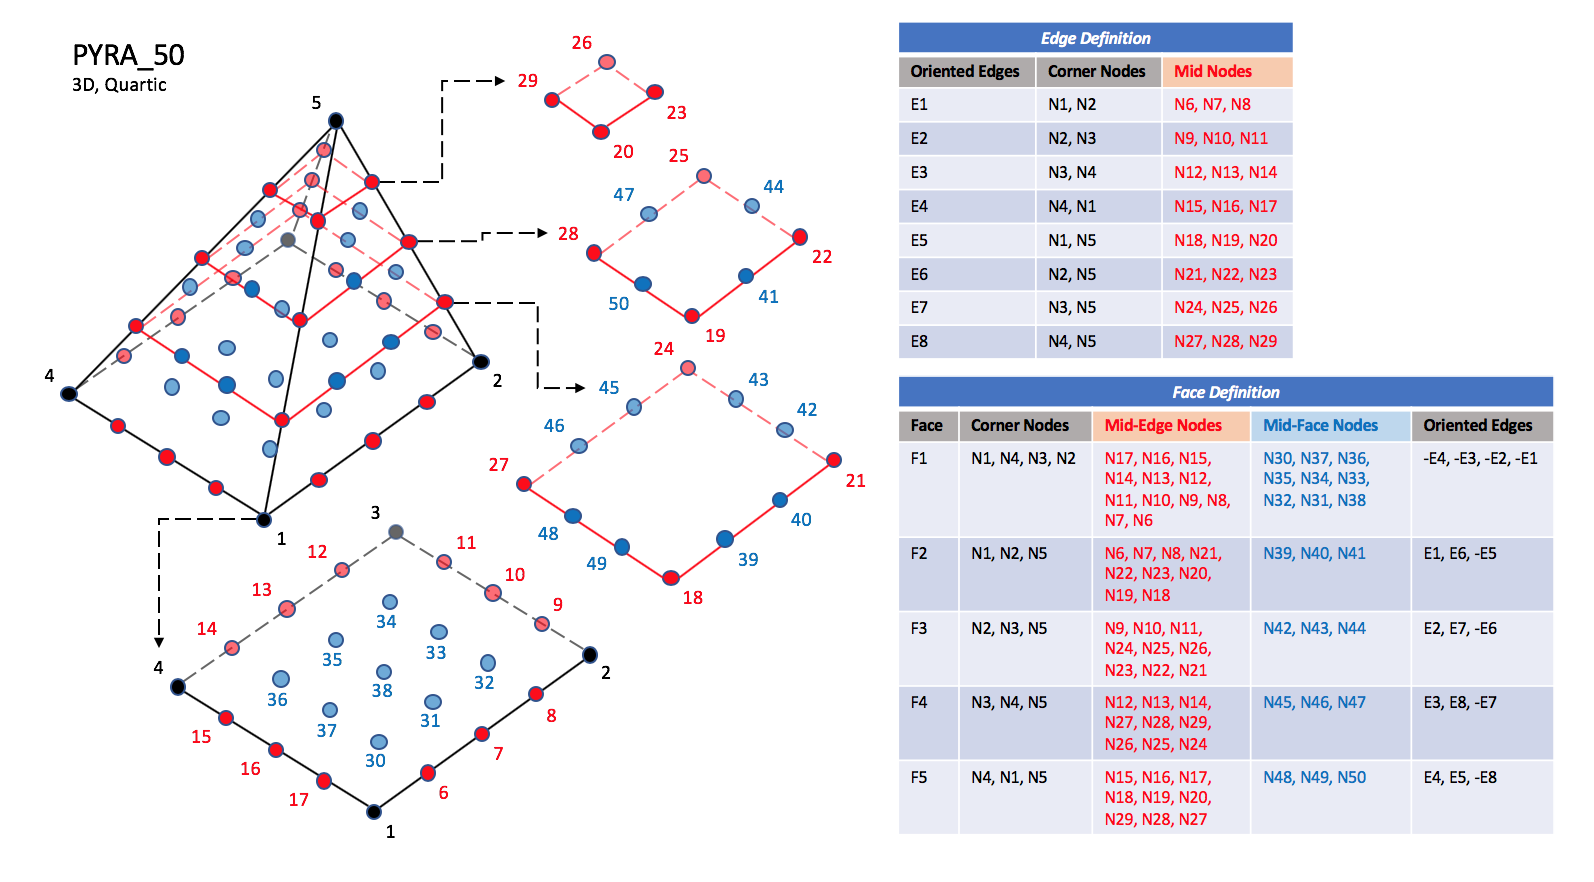 PYRA_50
3D, Quartic
5
4
2
1
26
29
23
20
25
47
44
28
22
50
41
19
24
45
43
46
42
27
21
48
40
49
39
18
3
12
11
13
10
14
9
34
4
35
33
2
36
38
32
37
31
8
15
30
7
16
6
17
1
Edge Definition
Oriented Edges Corner Nodes Mid Nodes
E1 N1, N2 N6, N7, N8
E2 N2, N3 N9, N10, N11
E3 N3, N4 N12, N13, N14
E4 N4, N1 N15, N16, N17
E5 N1, N5 N18, N19, N20
E6 N2, N5 N21, N22, N23
E7 N3, N5 N24, N25, N26
E8 N4, N5 N27, N28, N29
Face Definition
Face Corner Nodes Mid-Edge Nodes Mid-Face Nodes Oriented Edges
F1 N1, N4, N3, N2 N17, N16, N15, N30, N37, N36, -E4, -E3, -E2, -E1
N14, N13, N12, N35, N34, N33,
N11, N10, N9, N8, N32, N31, N38
N7, N6
F2 N1, N2, N5 N6, N7, N8, N21, N39, N40, N41 E1, E6, -E5
N22, N23, N20,
N19, N18
F3 N2, N3, N5 N9, N10, N11, N42, N43, N44 E2, E7, -E6
N24, N25, N26,
N23, N22, N21
F4 N3, N4, N5 N12, N13, N14, N45, N46, N47 E3, E8, -E7
N27, N28, N29,
N26, N25, N24
F5 N4, N1, N5 N15, N16, N17, N48, N49, N50 E4, E5, -E8
N18, N19, N20,
N29, N28, N27